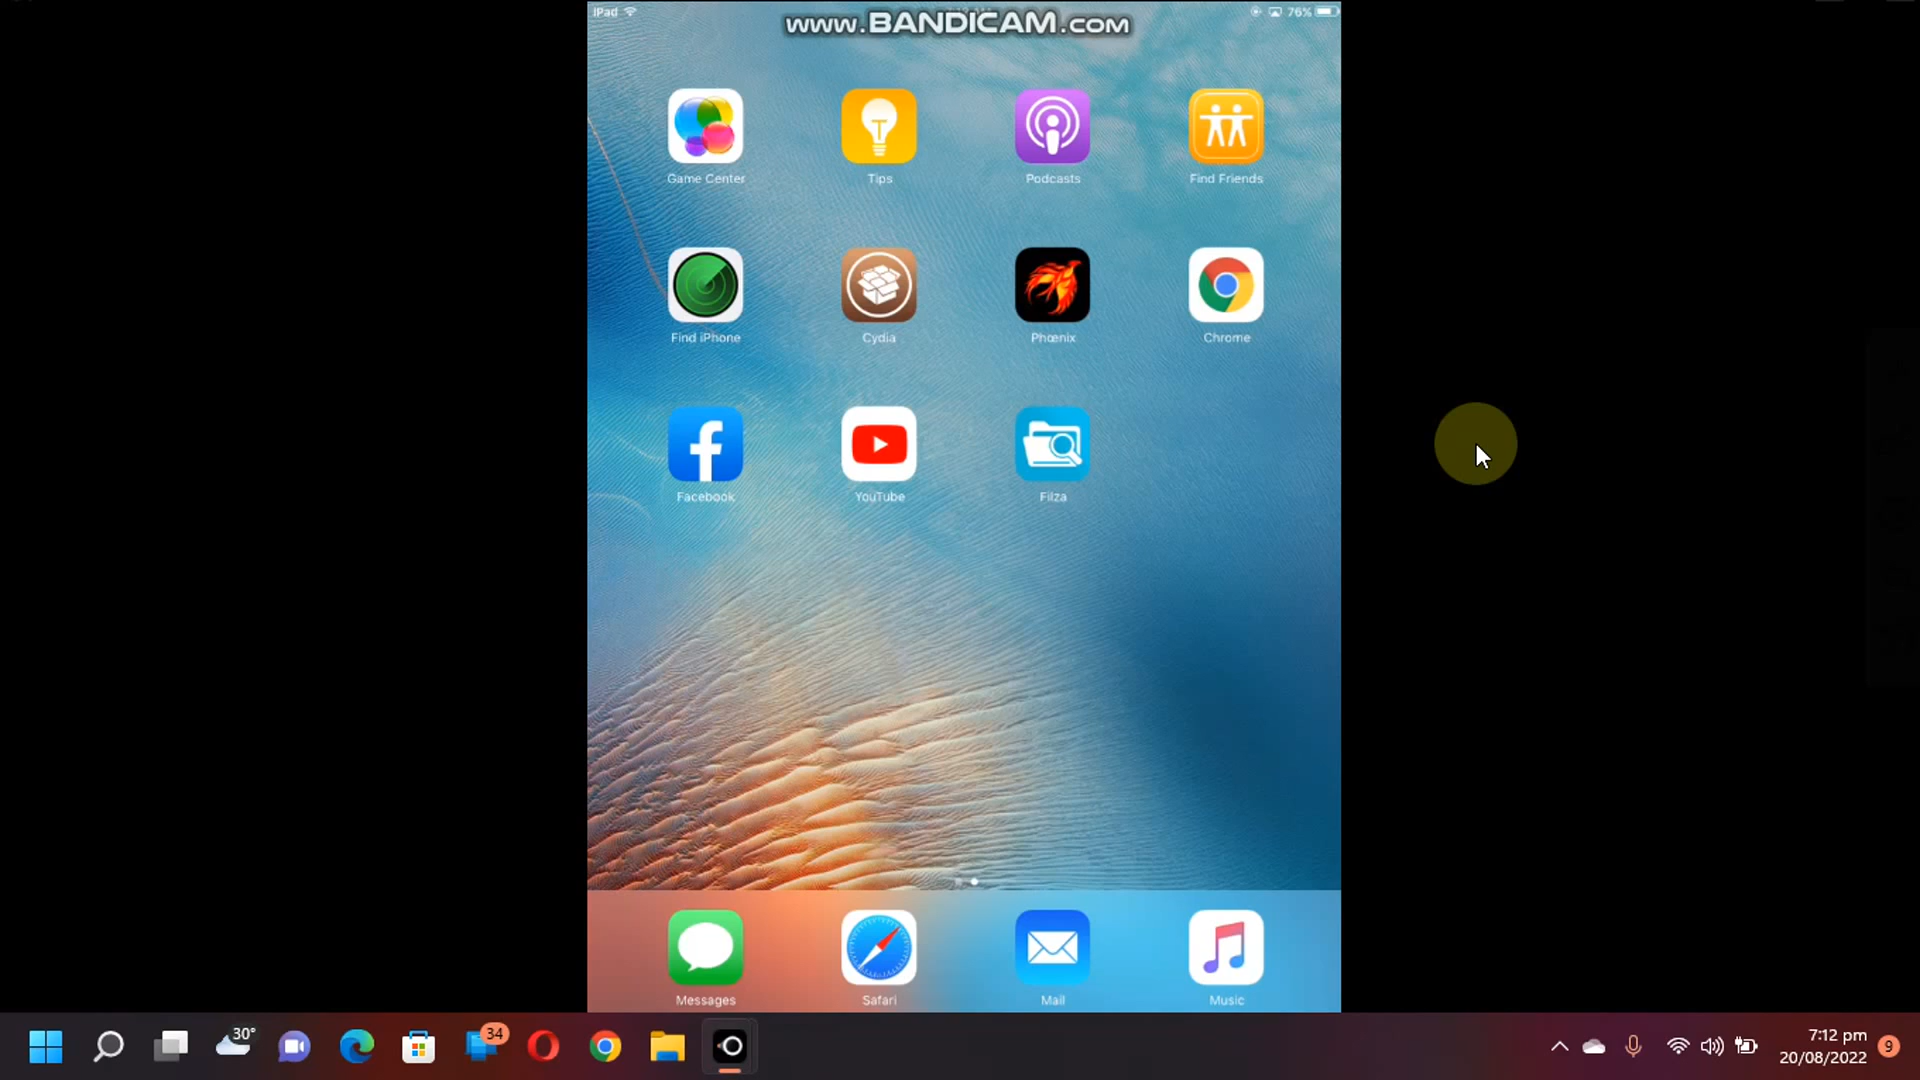 iPad 76%
www.BANDICAM.com
Game Center Tips Podcasts Find Friends
Find iPhone Cydia Phœnix Chrome
Facebook YouTube Filza
Messages Safari Mail Music
30° 34 7:12 pm
20/08/2022 9